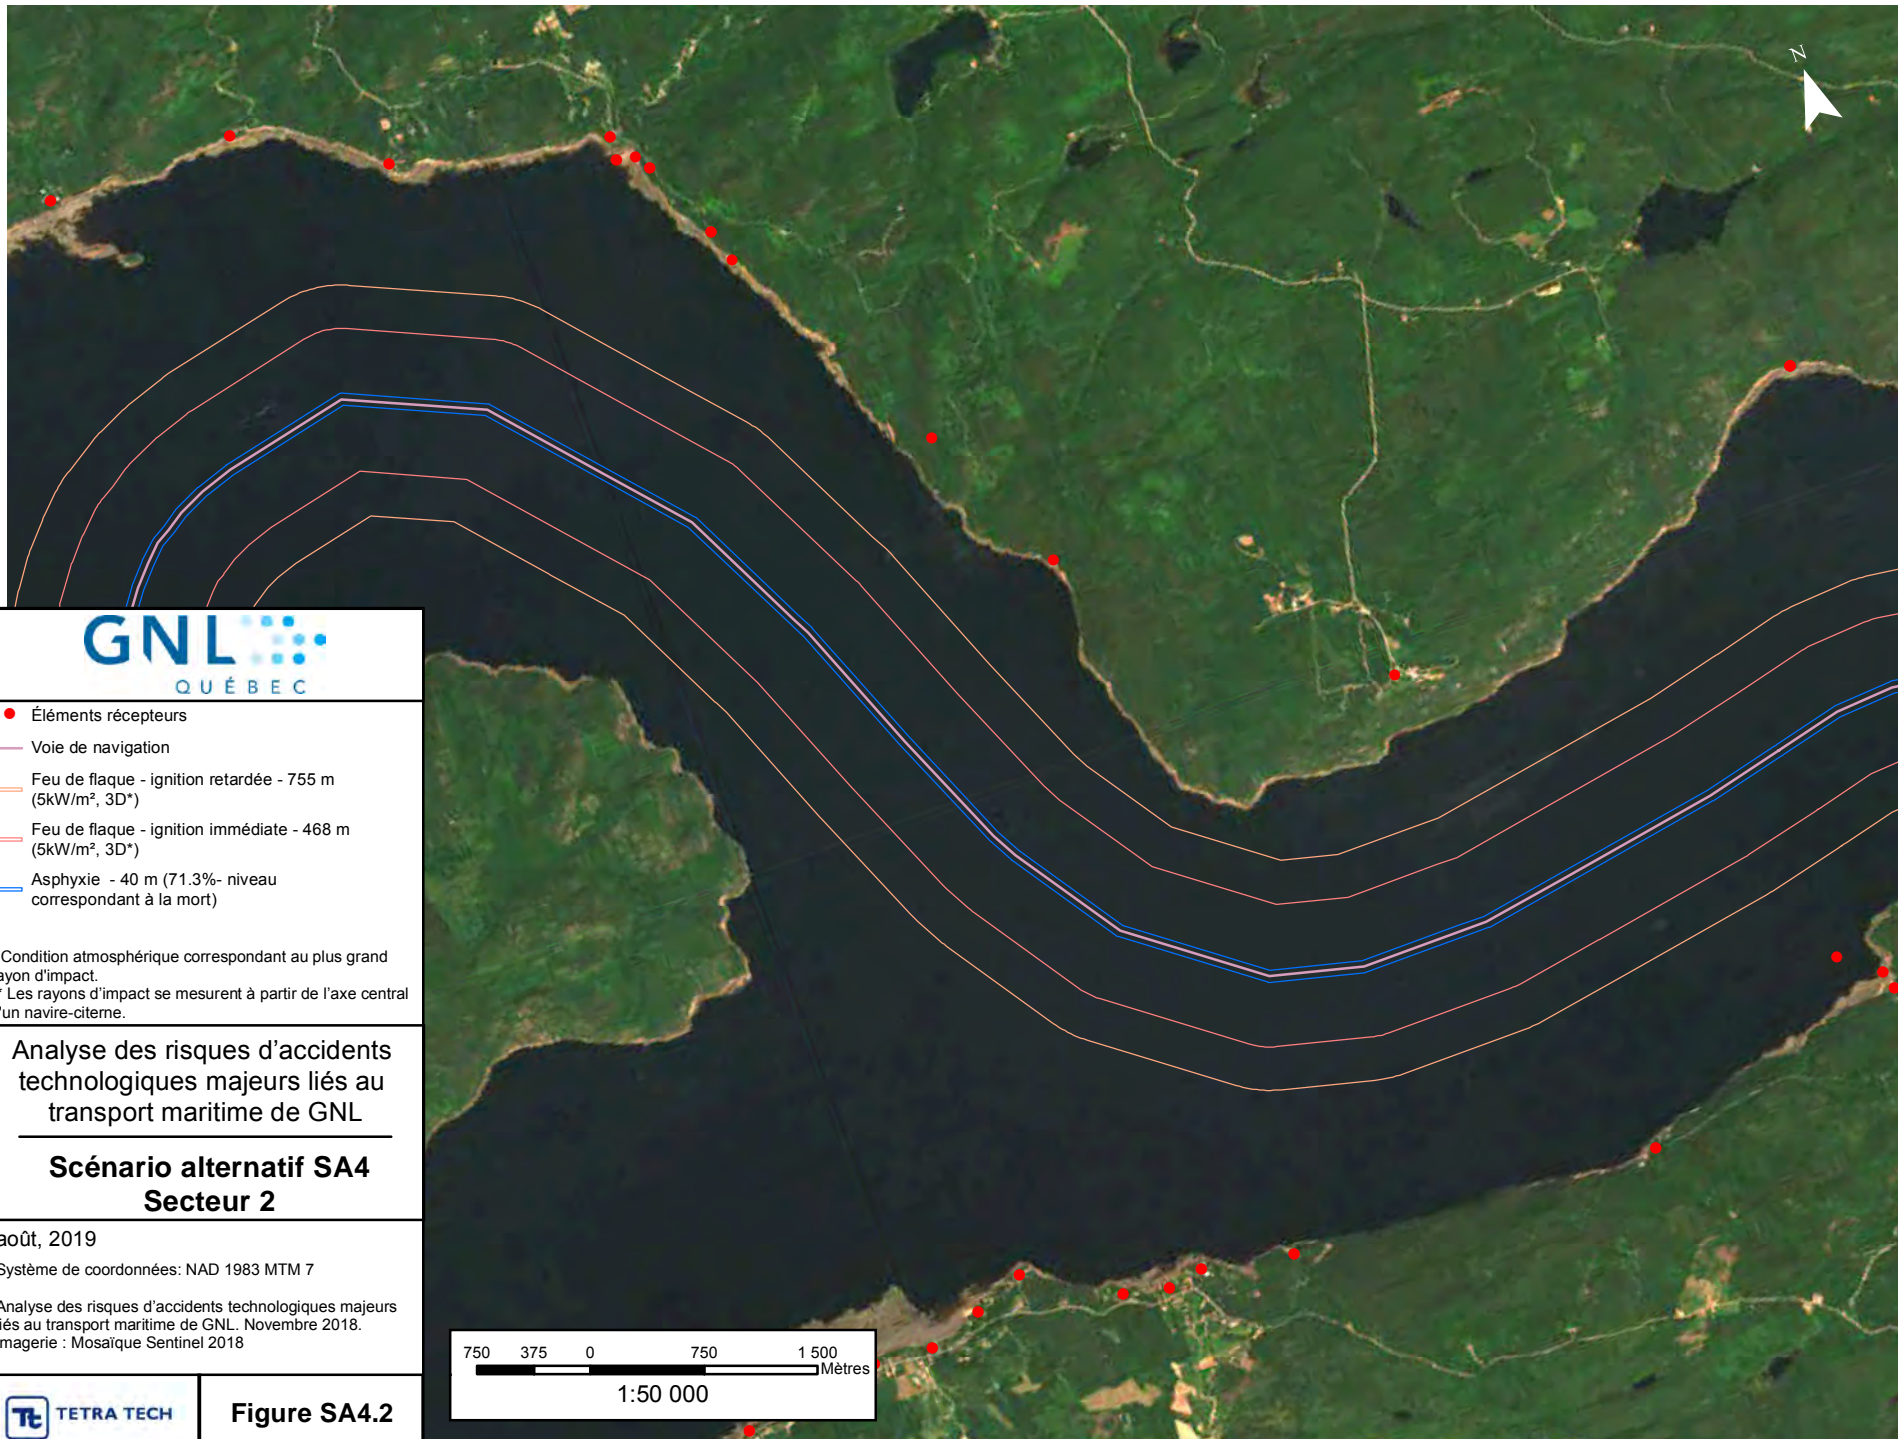 N
GNL
QUÉBEC
Éléments récepteurs
Voie de navigation
Feu de flaque - ignition retardée - 755 m
(5kW/m², 3D*)
Feu de flaque - ignition immédiate - 468 m
(5kW/m², 3D*)
Asphyxie - 40 m (71.3%- niveau
correspondant à la mort)
Condition atmosphérique correspondant au plus grand
ayon d'impact.
* Les rayons d'impact se mesurent à partir de l'axe central
'un navire-citerne.
Analyse des risques d'accidents
technologiques majeurs liés au
transport maritime de GNL
Scénario alternatif SA4
Secteur 2
août, 2019
Système de coordonnées: NAD 1983 MTM 7
Analyse des risques d'accidents technologiques majeurs
iés au transport maritime de GNL. Novembre 2018.
magerie : Mosaïque Sentinel 2018
750 375 0 750 1 500
Mètres
1:50 000
Tt TETRA TECH
Figure SA4.2